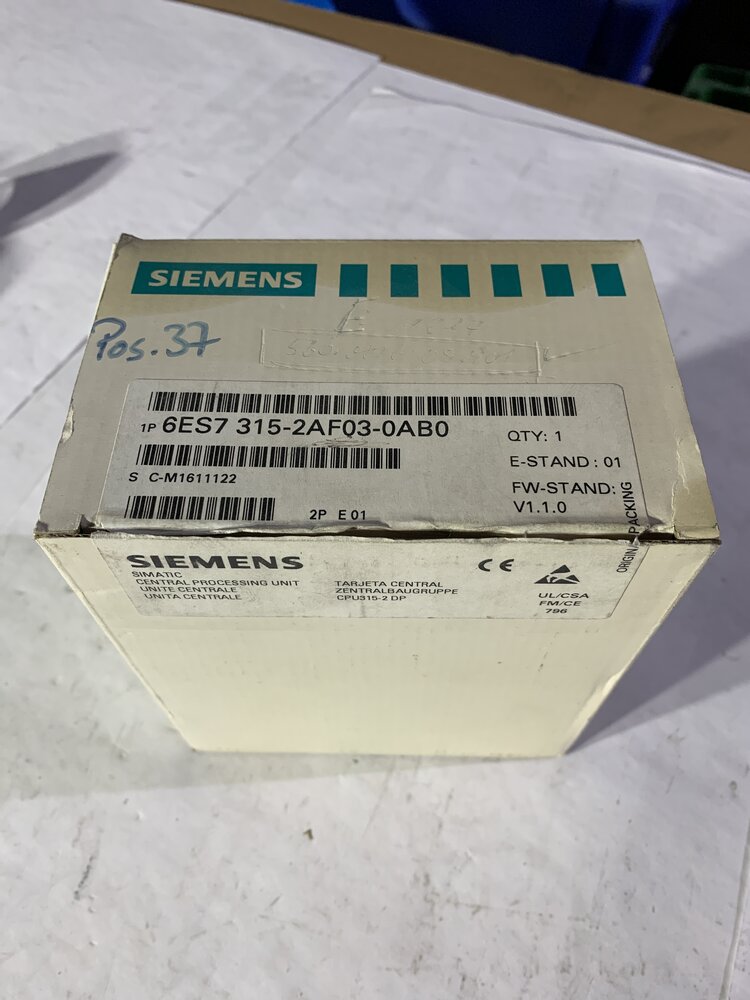 SIEMENS
E
Pos.37
1P 6ES7 315-2AF03-0AB0
QTY: 1
S C-M1611122
E-STAND : 01
FW-STAND:
V1.1.0
2P E 01
ORIGINAL PACKING
SIEMENS
CE
SIMATIC
CENTRAL PROCESSING UNIT
UNITE CENTRALE
UNITA CENTRALE
TARJETA CENTRAL
ZENTRALBAUGRUPPE
CPU315-2 DP
UL/CSA
FM/CE
796